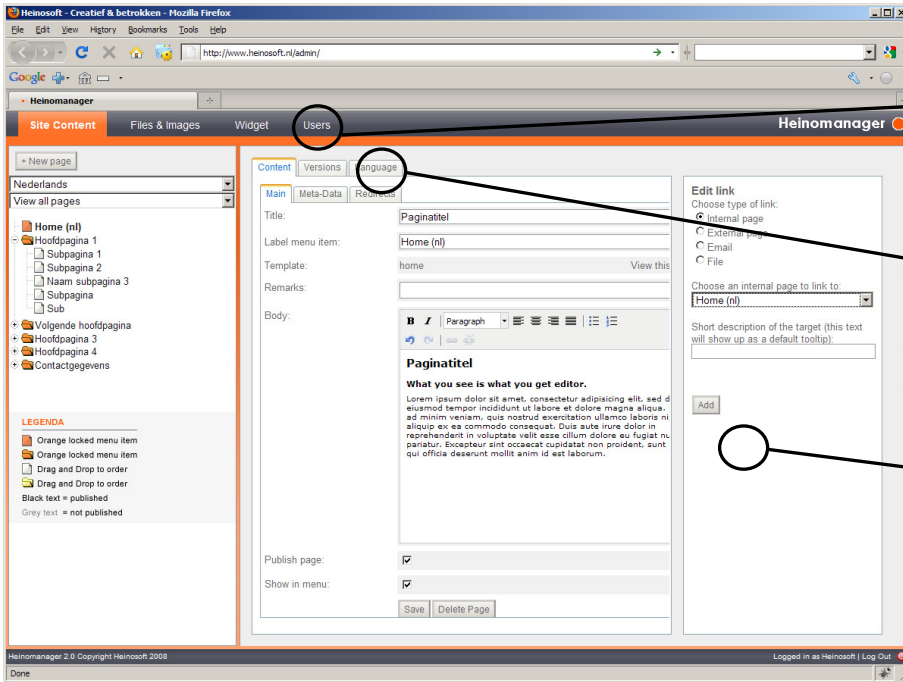 Heinosoft - Creatief & betrokken - Mozilla Firefox
File Edit View History Bookmarks Tools Help
http://www.heinosoft.nl/admin/
Google
Heinomanager
Site Content Files & Images Widget Users Heinomanager
+ New page
Nederlands
View all pages
Home (nl)
Hoofdpagina 1
Subpagina 1
Subpagina 2
Naam subpagina 3
Subpagina
Sub
Volgende hoofdpagina
Hoofdpagina 3
Hoofdpagina 4
Contactgegevens
LEGENDA
Orange locked menu item
Orange locked menu item
Drag and Drop to order
Drag and Drop to order
Black text = published
Grey text = not published
Content Versions Language
Main Meta-Data Redirects
Title: Paginatitel
Label menu item: Home (nl)
Template: home View this
Remarks:
Body:
B I Paragraph
Paginatitel
What you see is what you get editor.
Lorem ipsum dolor sit amet, consectetur adipisicing elit, sed d
eiusmod tempor incididunt ut labore et dolore magna aliqua.
ad minim veniam, quis nostrud exercitation ullamco laboris ni
aliquip ex ea commodo consequat. Duis aute irure dolor in
reprehenderit in voluptate velit esse cillum dolore eu fugiat nu
pariatur. Excepteur sint occaecat cupidatat non proident, sunt
qui officia deserunt mollit anim id est laborum.
Publish page:
Show in menu:
Save Delete Page
Edit link
Choose type of link:
Internal page
External page
Email
File
Choose an internal page to link to:
Home (nl)
Short description of the target (this text
will show up as a default tooltip):
Add
Heinomanager 2.0 Copyright Heinosoft 2008 Logged in as Heinosoft | Log Out
Done